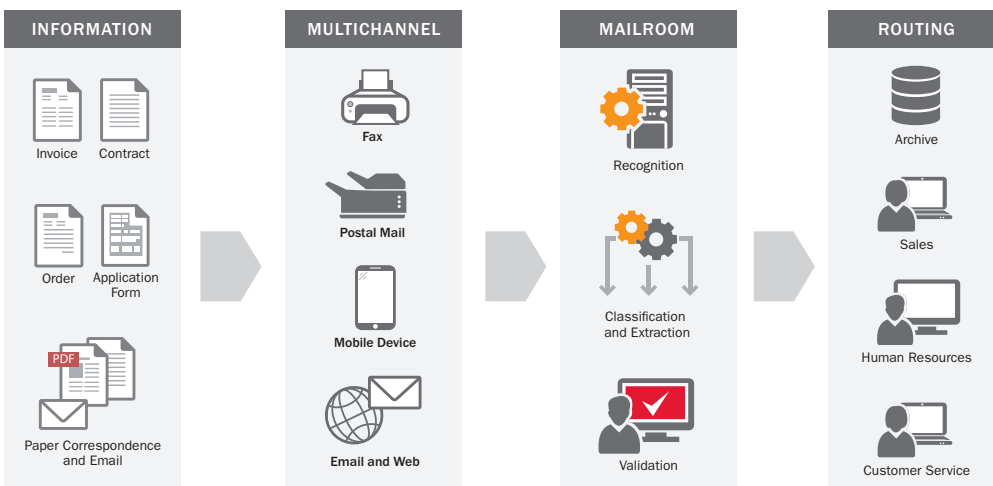 INFORMATION
Invoice
Contract
Order
Application
Form
PDF
Paper Correspondence
and Email
MULTICHANNEL
Fax
Postal Mail
Mobile Device
Email and Web
MAILROOM
Recognition
Classification
and Extraction
Validation
ROUTING
Archive
Sales
Human Resources
Customer Service